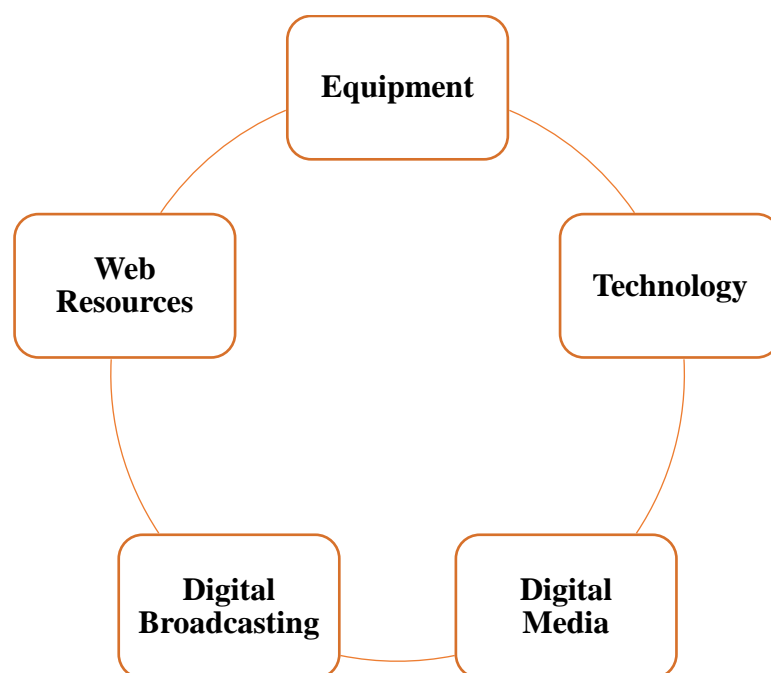 Equipment
Technology
Digital
Media
Digital
Broadcasting
Web
Resources